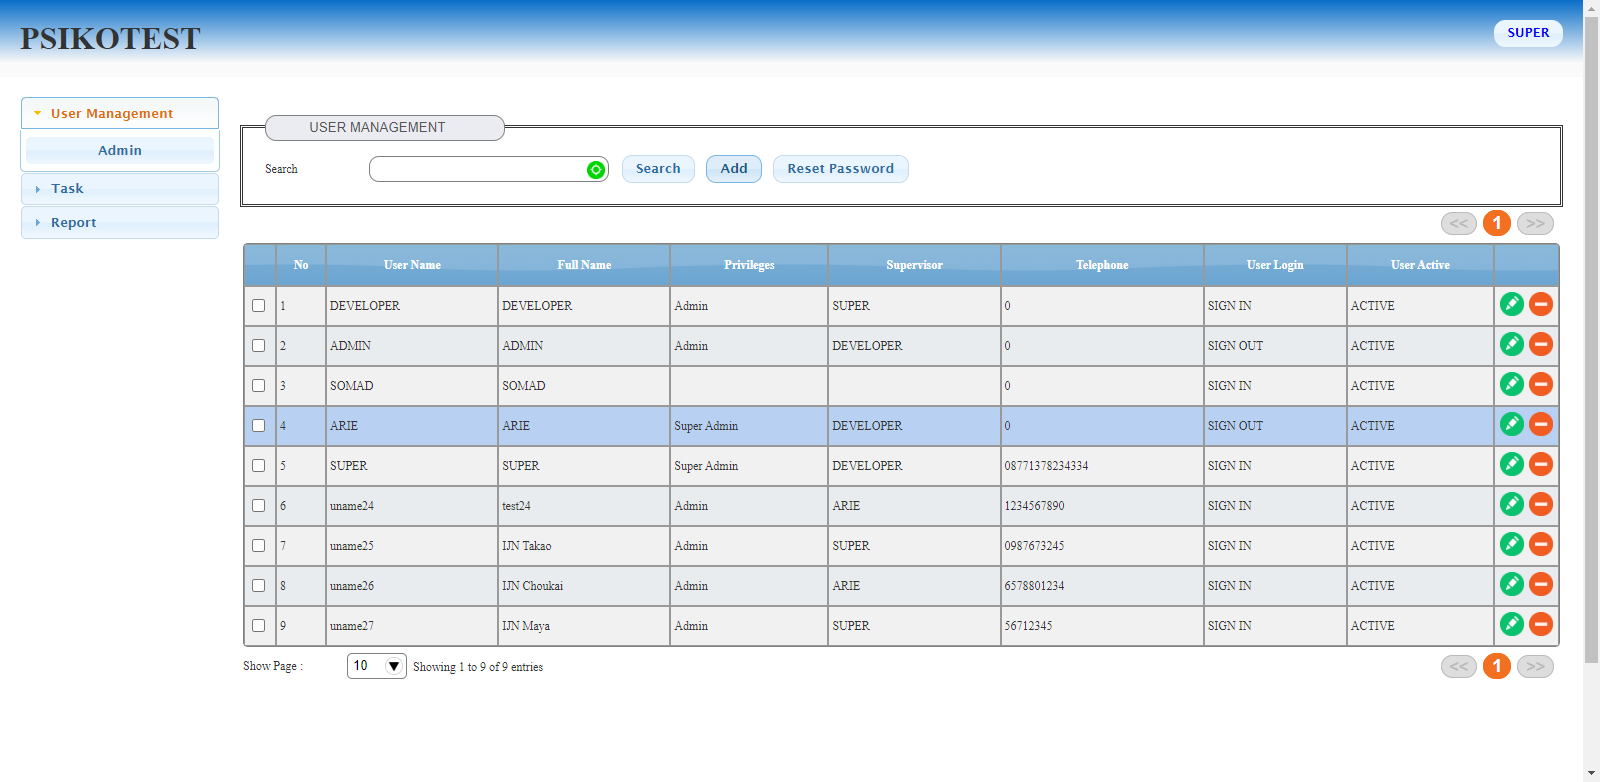 PSIKOTEST
SUPER
User Management
Admin
Task
Report
USER MANAGEMENT
Search Search Add Reset Password
<< 1 >>
No User Name Full Name Privileges Supervisor Telephone User Login User Active
1 DEVELOPER DEVELOPER Admin SUPER 0 SIGN IN ACTIVE
2 ADMIN ADMIN Admin DEVELOPER 0 SIGN OUT ACTIVE
3 SOMAD SOMAD 0 SIGN IN ACTIVE
4 ARIE ARIE Super Admin DEVELOPER 0 SIGN OUT ACTIVE
5 SUPER SUPER Super Admin DEVELOPER 08771378234334 SIGN IN ACTIVE
6 uname24 test24 Admin ARIE 1234567890 SIGN IN ACTIVE
7 uname25 IJN Takao Admin SUPER 0987673245 SIGN IN ACTIVE
8 uname26 IJN Choukai Admin ARIE 6578801234 SIGN IN ACTIVE
9 uname27 IJN Maya Admin SUPER 56712345 SIGN IN ACTIVE
Show Page : 10 Showing 1 to 9 of 9 entries << 1 >>